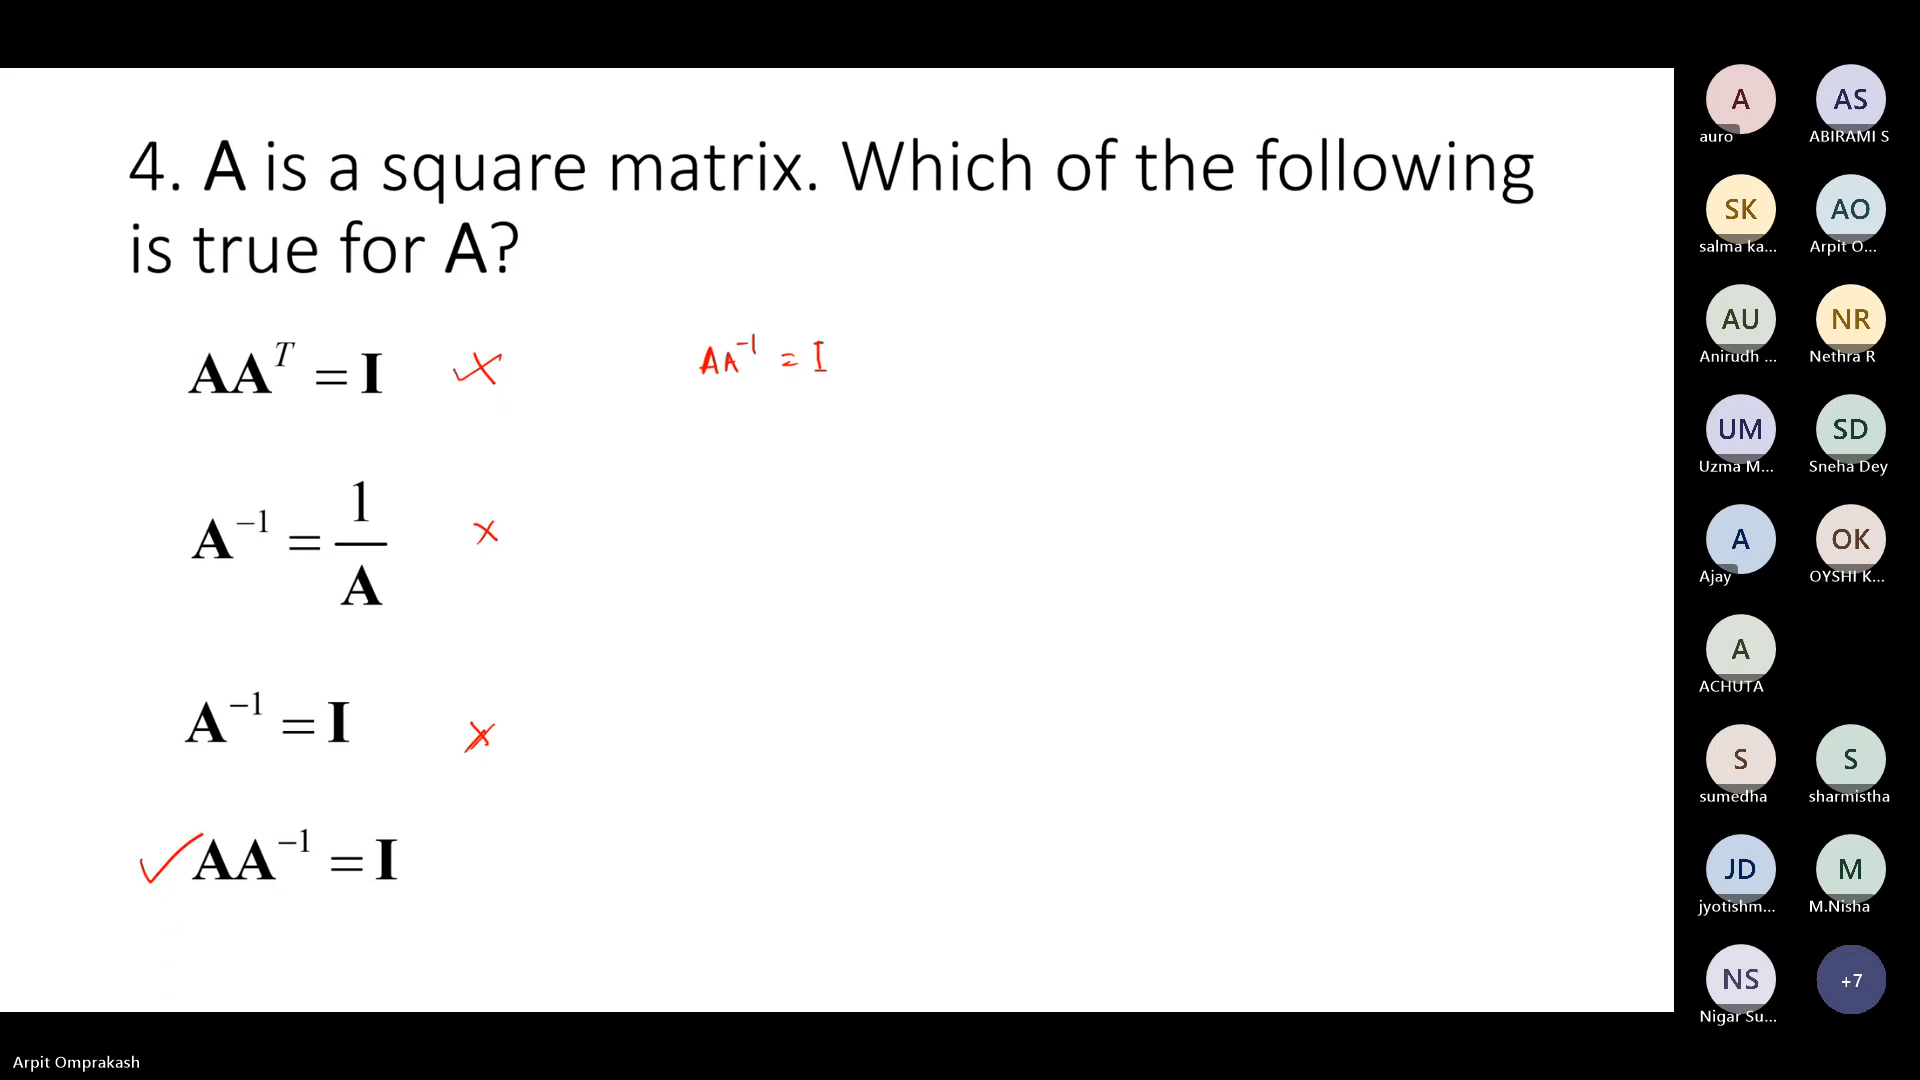 4. A is a square matrix. Which of the following
is true for A?
AAᵀ = I
AA⁻¹ = I
A⁻¹ = 1/A
A⁻¹ = I
AA⁻¹ = I
A
auro
AS
ABIRAMI S
SK
salma ka...
AO
Arpit O...
AU
Anirudh ...
NR
Nethra R
UM
Uzma M...
SD
Sneha Dey
A
Ajay
OK
OYSHI K...
A
ACHUTA
S
sumedha
S
sharmistha
JD
jyotishm...
M
M.Nisha
NS
Nigar Su...
+7
Arpit Omprakash